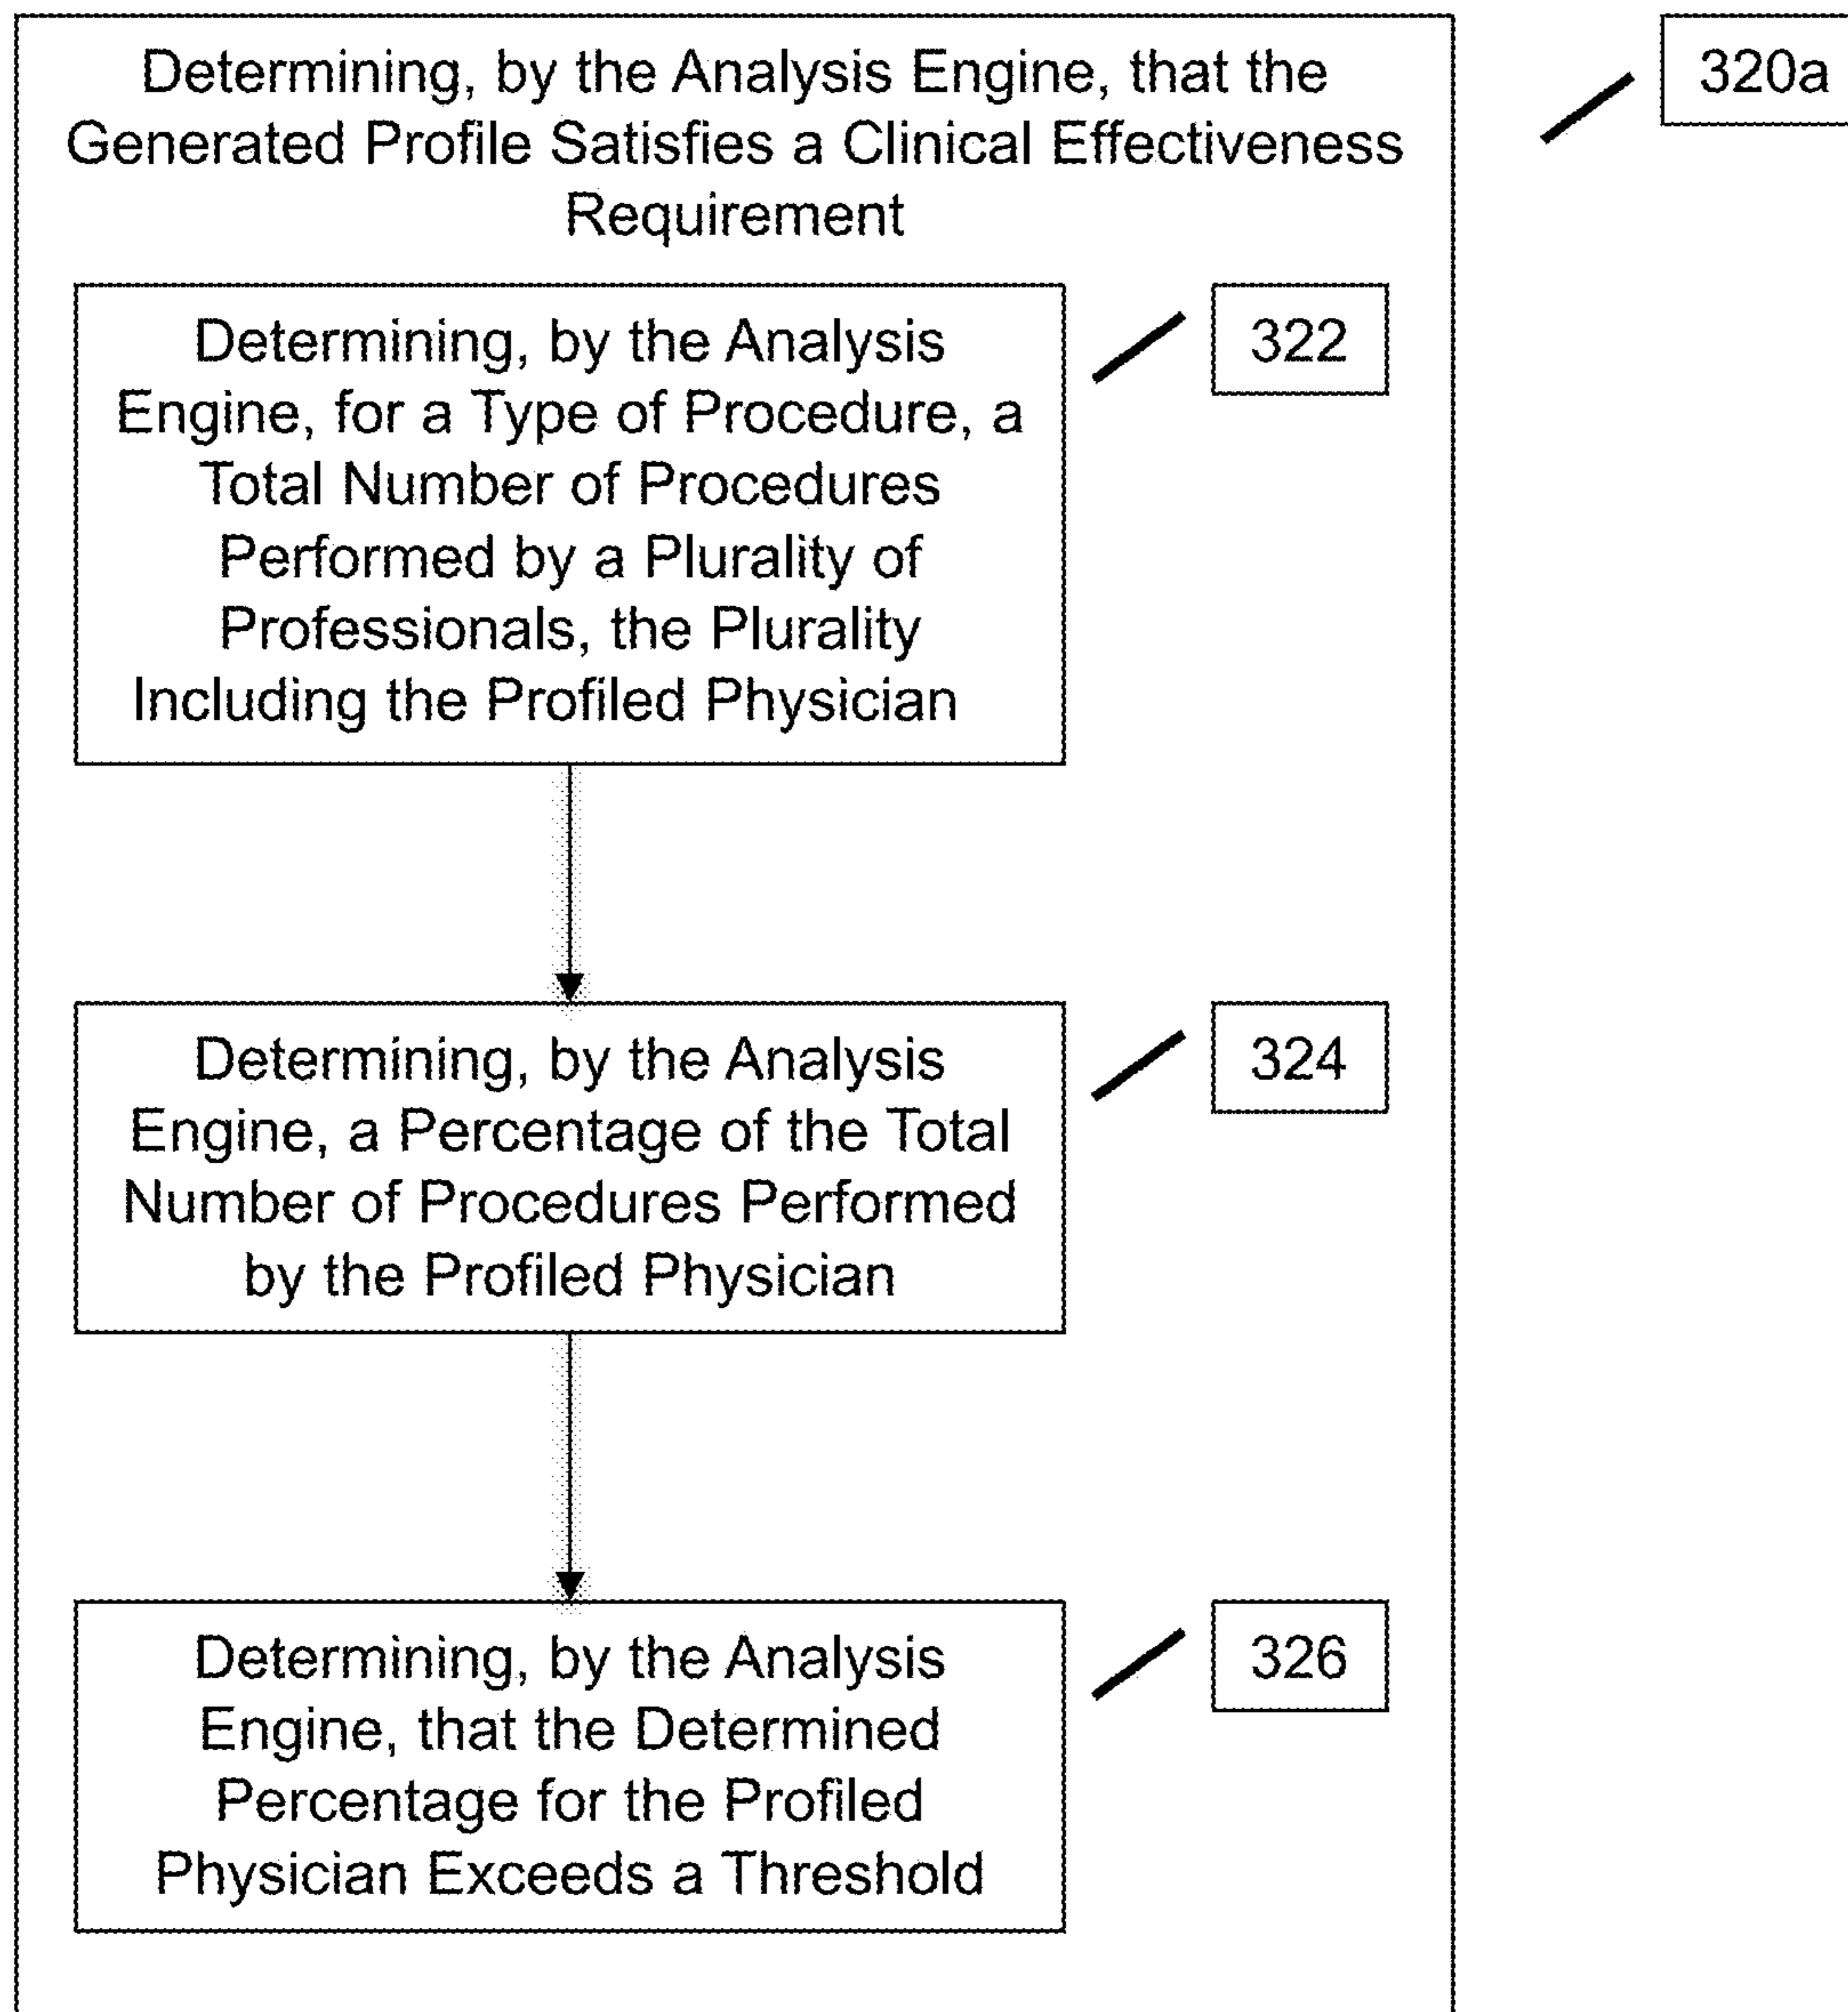 Determining, by the Analysis Engine, that the
Generated Profile Satisfies a Clinical Effectiveness
Requirement
320a
Determining, by the Analysis
Engine, for a Type of Procedure, a
Total Number of Procedures
Performed by a Plurality of
Professionals, the Plurality
Including the Profiled Physician
322
Determining, by the Analysis
Engine, a Percentage of the Total
Number of Procedures Performed
by the Profiled Physician
324
Determining, by the Analysis
Engine, that the Determined
Percentage for the Profiled
Physician Exceeds a Threshold
326